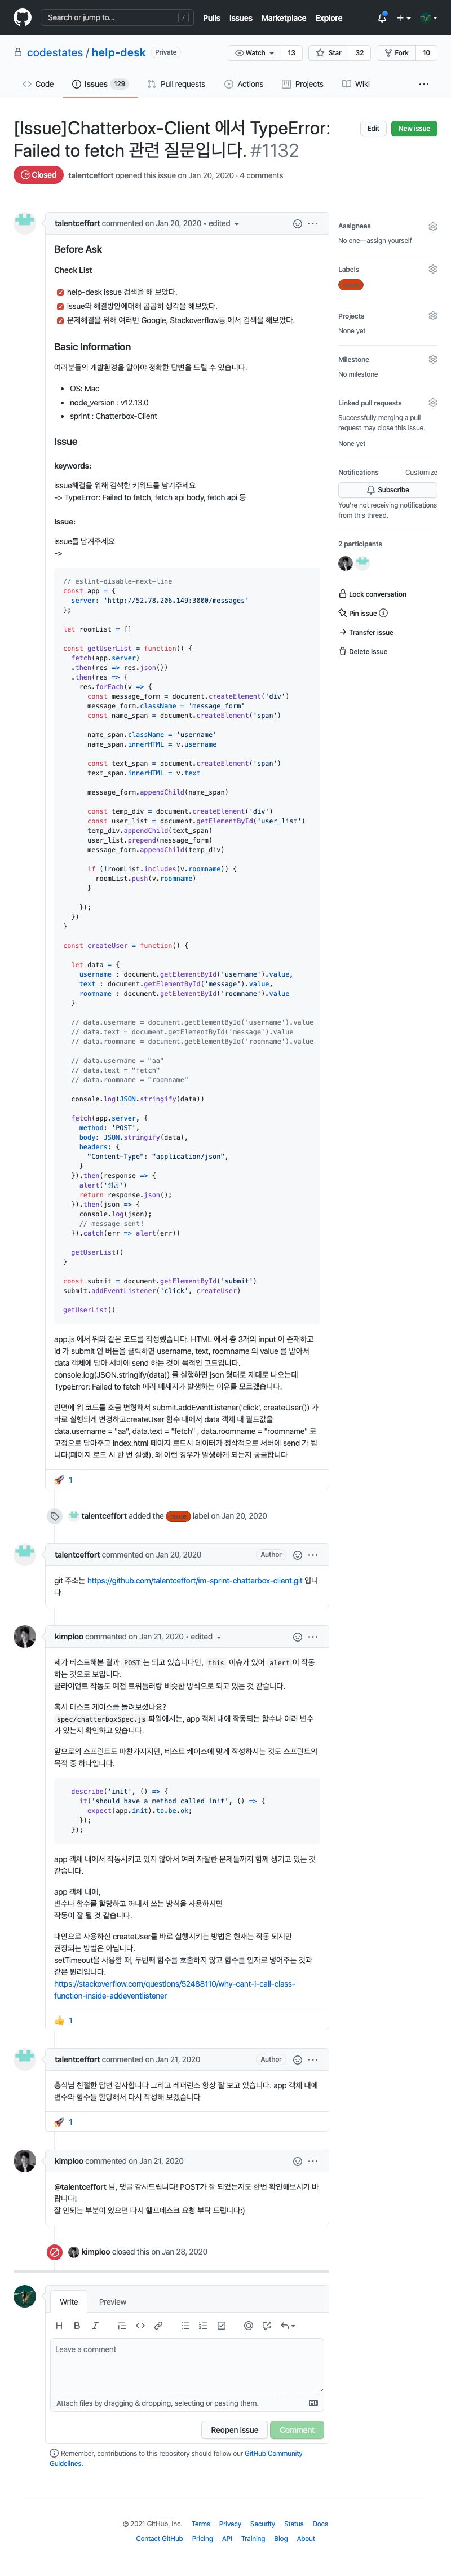 Search or jump to...
/
Pulls Issues Marketplace Explore
codestates / help-desk Private
Watch 13 Star 32 Fork 10
Code Issues 129 Pull requests Actions Projects Wiki
[Issue]Chatterbox-Client 에서 TypeError:
Failed to fetch 관련 질문입니다. #1132
Edit New issue
Closed talentceffort opened this issue on Jan 20, 2020 · 4 comments
talentceffort commented on Jan 20, 2020 • edited
Before Ask
Check List
help-desk issue 검색을 해 보았다.
issue와 해결방안에대해 곰곰히 생각을 해보았다.
문제해결을 위해 여러번 Google, Stackoverflow등 에서 검색을 해보았다.
Basic Information
여러분들의 개발환경을 알아야 정확한 답변을 드릴 수 있습니다.
OS: Mac
node_version : v12.13.0
sprint : Chatterbox-Client
Issue
keywords:
issue해결을 위해 검색한 키워드를 남겨주세요
-> TypeError: Failed to fetch, fetch api body, fetch api 등
Issue:
issue를 남겨주세요
->
// eslint-disable-next-line
const app = {
server: 'http://52.78.206.149:3000/messages'
};
let roomList = []
const getUserList = function() {
fetch(app.server)
.then(res => res.json())
.then(res => {
res.forEach(v => {
const message_form = document.createElement('div')
message_form.className = 'message_form'
const name_span = document.createElement('span')
name_span.className = 'username'
name_span.innerHTML = v.username
const text_span = document.createElement('span')
text_span.innerHTML = v.text
message_form.appendChild(name_span)
const temp_div = document.createElement('div')
const user_list = document.getElementById('user_list')
temp_div.appendChild(text_span)
user_list.prepend(message_form)
message_form.appendChild(temp_div)
if (!roomList.includes(v.roomname)) {
roomList.push(v.roomname)
}
});
})
}
const createUser = function() {
let data = {
username : document.getElementById('username').value,
text : document.getElementById('message').value,
roomname : document.getElementById('roomname').value
}
// data.username = document.getElementById('username').value
// data.text = document.getElementById('message').value
// data.roomname = document.getElementById('roomname').value
// data.username = "aa"
// data.text = "fetch"
// data.roomname = "roomname"
console.log(JSON.stringify(data))
fetch(app.server, {
method: 'POST',
body: JSON.stringify(data),
headers: {
"Content-Type": "application/json",
}
}).then(response => {
alert('성공')
return response.json();
}).then(json => {
console.log(json);
// message sent!
}).catch(err => alert(err))
getUserList()
}
const submit = document.getElementById('submit')
submit.addEventListener('click', createUser)
getUserList()
app.js 에서 위와 같은 코드를 작성했습니다. HTML 에서 총 3개의 input 이 존재하고
id 가 submit 인 버튼을 클릭하면 username, text, roomname 의 value 를 받아서
data 객체에 담아 서버에 send 하는 것이 목적인 코드입니다.
console.log(JSON.stringify(data)) 를 실행하면 json 형태로 제대로 나오는데
TypeError: Failed to fetch 에러 메세지가 발생하는 이유를 모르겠습니다.
반면에 위 코드를 조금 변형해서 submit.addEventListener('click', createUser()) 가
바로 실행되게 변경하고createUser 함수 내에서 data 객체 내 필드값을
data.username = "aa", data.text = "fetch" , data.roomname = "roomname" 로
고정으로 담아주고 index.html 페이지 로드시 데이터가 정상적으로 서버에 send 가 됩
니다(페이지 로드 시 한 번 실행). 왜 이런 경우가 발생하게 되는지 궁금합니다
1
talentceffort added the label on Jan 20, 2020
talentceffort commented on Jan 20, 2020 Author
git 주소는 https://github.com/talentceffort/im-sprint-chatterbox-client.git 입니
다
kimploo commented on Jan 21, 2020 • edited
제가 테스트해본 결과 POST 는 되고 있습니다만, this 이슈가 있어 alert 이 작동
하는 것으로 보입니다.
클라이언트 작동도 예전 트위틀러랑 비슷한 방식으로 되고 있는 것 같습니다.
혹시 테스트 케이스를 돌려보셨나요?
spec/chatterboxSpec.js 파일에서는, app 객체 내에 작동되는 함수나 여러 변수
가 있는지 확인하고 있습니다.
앞으로의 스프린트도 마찬가지지만, 테스트 케이스에 맞게 작성하시는 것도 스프린트의
목적 중 하나입니다.
describe('init', () => {
it('should have a method called init', () => {
expect(app.init).to.be.ok;
});
});
app 객체 내에서 작동시키고 있지 않아서 여러 자잘한 문제들까지 함께 생기고 있는 것
같습니다.
app 객체 내에,
변수나 함수를 할당하고 꺼내서 쓰는 방식을 사용하시면
작동이 잘 될 것 같습니다.
대안으로 사용하신 createUser를 바로 실행시키는 방법은 현재는 작동 되지만
권장되는 방법은 아닙니다.
setTimeout을 사용할 때, 두번째 함수를 호출하지 않고 함수를 인자로 넣어주는 것과
같은 원리입니다.
https://stackoverflow.com/questions/52488110/why-cant-i-call-class-
function-inside-addeventlistener
1
talentceffort commented on Jan 21, 2020 Author
홍식님 친절한 답변 감사합니다 그리고 레퍼런스 항상 잘 보고 있습니다. app 객체 내에
변수와 함수들 할당해서 다시 작성해 보겠습니다
1
kimploo commented on Jan 21, 2020
@talentceffort 님, 댓글 감사드립니다! POST가 잘 되었는지도 한번 확인해보시기 바
랍니다!
잘 안되는 부분이 있으면 다시 헬프데스크 요청 부탁 드립니다:)
kimploo closed this on Jan 28, 2020
Write Preview
Leave a comment
Attach files by dragging & dropping, selecting or pasting them.
Reopen issue Comment
Remember, contributions to this repository should follow our GitHub Community
Guidelines.
Assignees
No one—assign yourself
Labels
Projects
None yet
Milestone
No milestone
Linked pull requests
Successfully merging a pull
request may close this issue.
None yet
Notifications Customize
Subscribe
You're not receiving notifications
from this thread.
2 participants
Lock conversation
Pin issue
Transfer issue
Delete issue
© 2021 GitHub, Inc. Terms Privacy Security Status Docs
Contact GitHub Pricing API Training Blog About